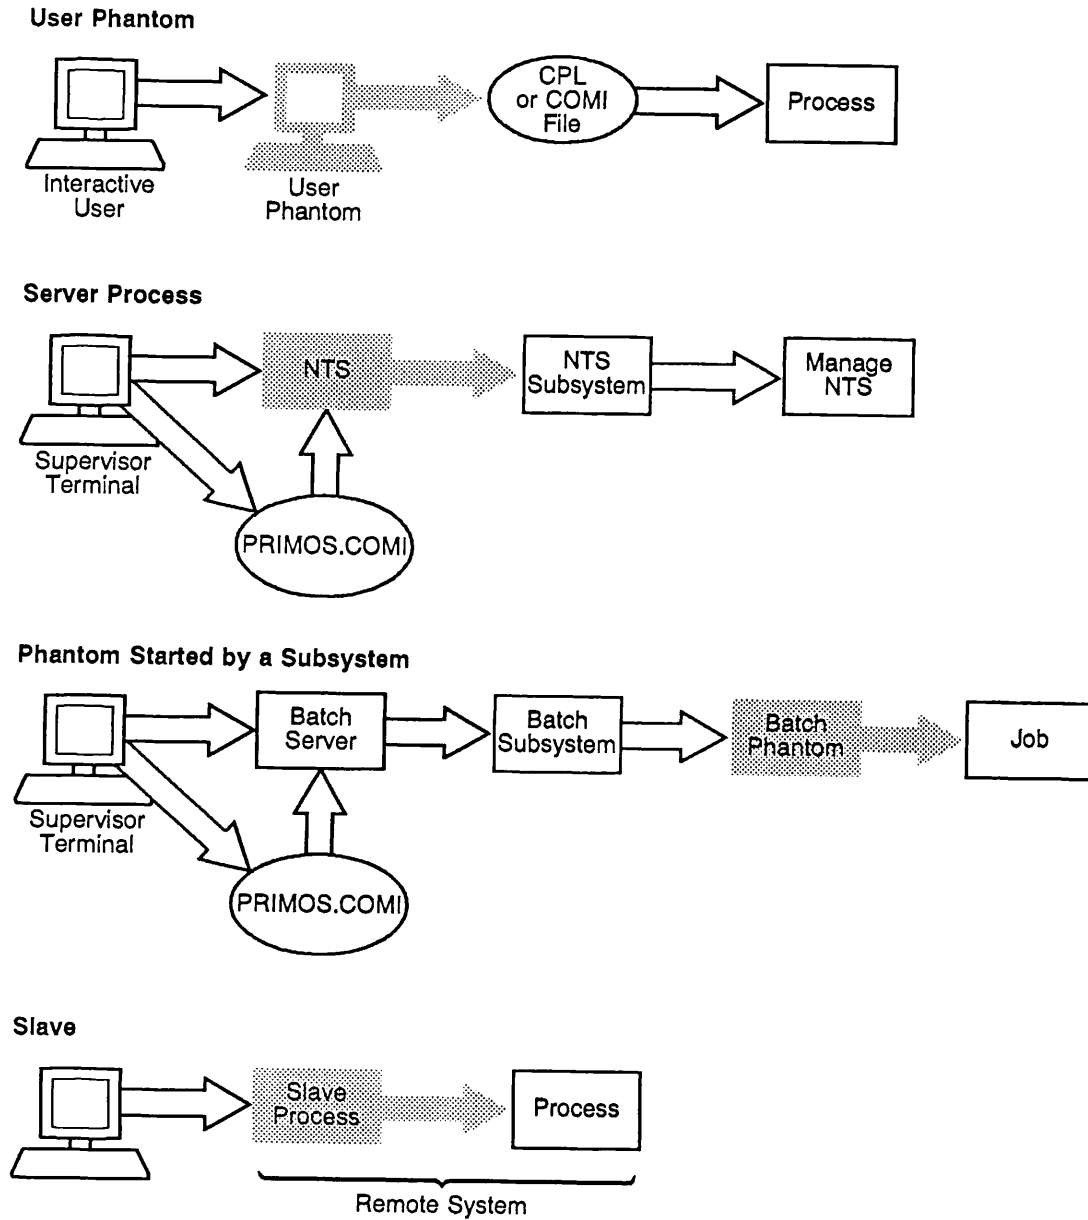 User Phantom
Interactive
User
User
Phantom
CPL
or COMI
File
Process
Server Process
Supervisor
Terminal
NTS
PRIMOS.COMI
NTS
Subsystem
Manage
NTS
Phantom Started by a Subsystem
Supervisor
Terminal
Batch
Server
PRIMOS.COMI
Batch
Subsystem
Batch
Phantom
Job
Slave
Slave
Process
Process
Remote System